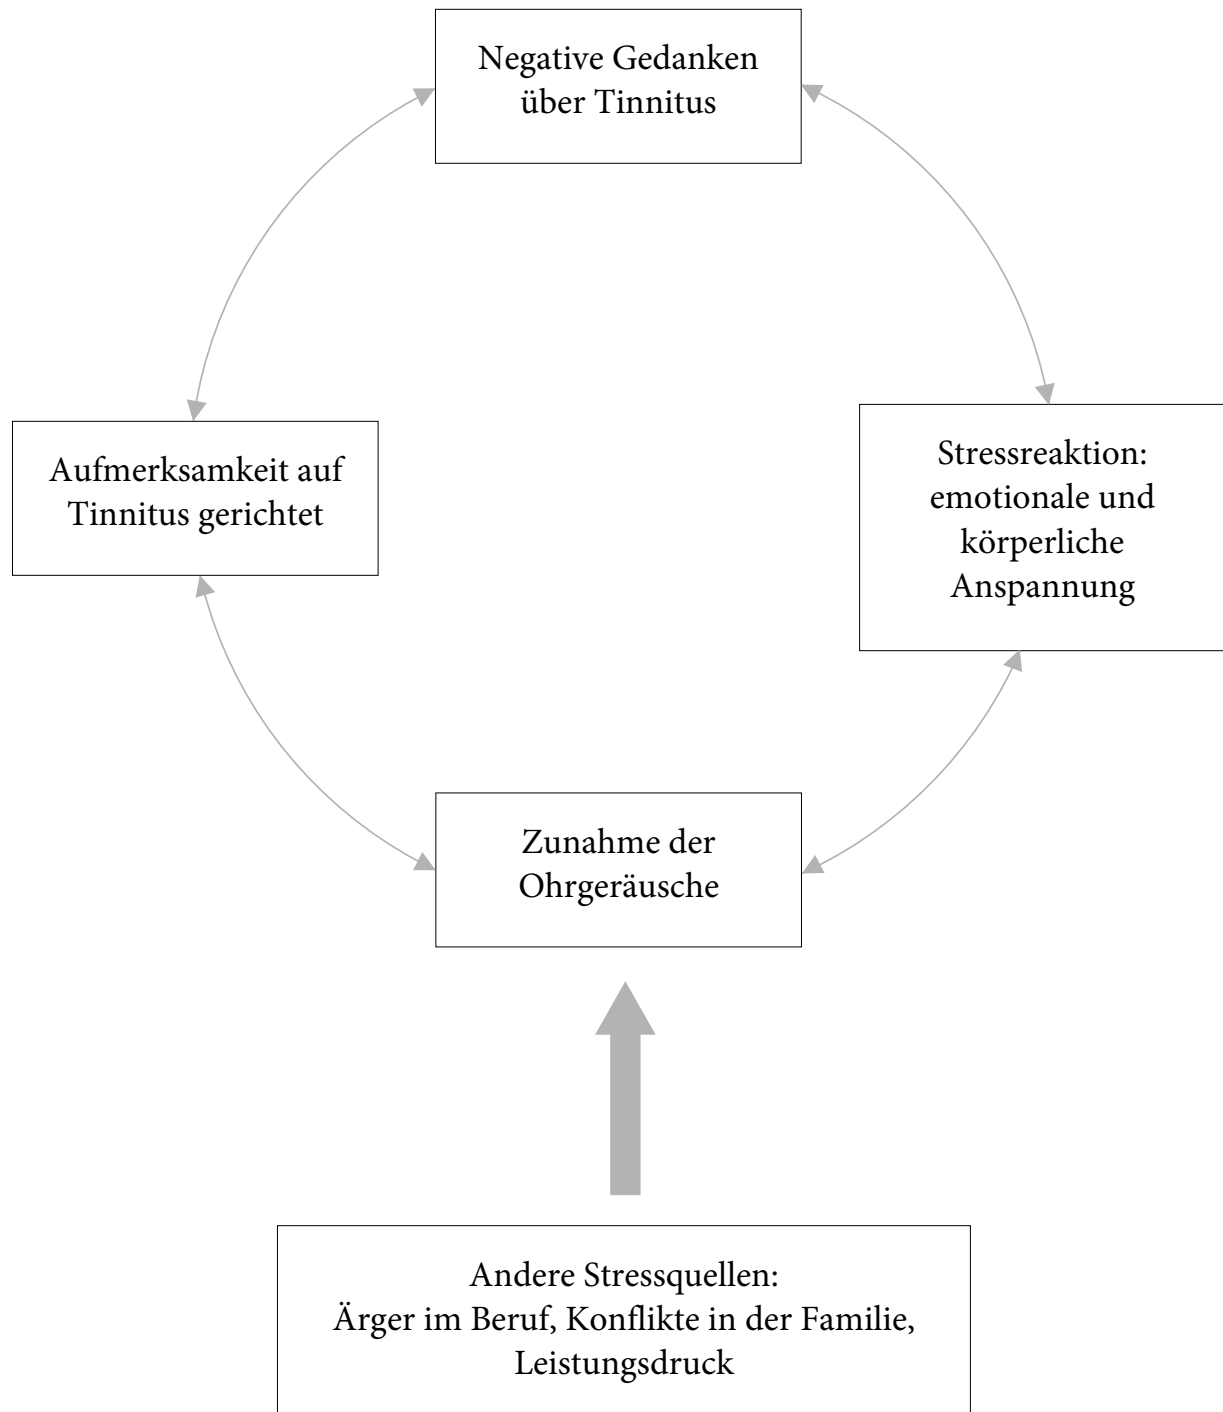 Negative Gedanken
über Tinnitus
Aufmerksamkeit auf
Tinnitus gerichtet
Stressreaktion:
emotionale und
körperliche
Anspannung
Zunahme der
Ohrgeräusche
Andere Stressquellen:
Ärger im Beruf, Konflikte in der Familie,
Leistungsdruck